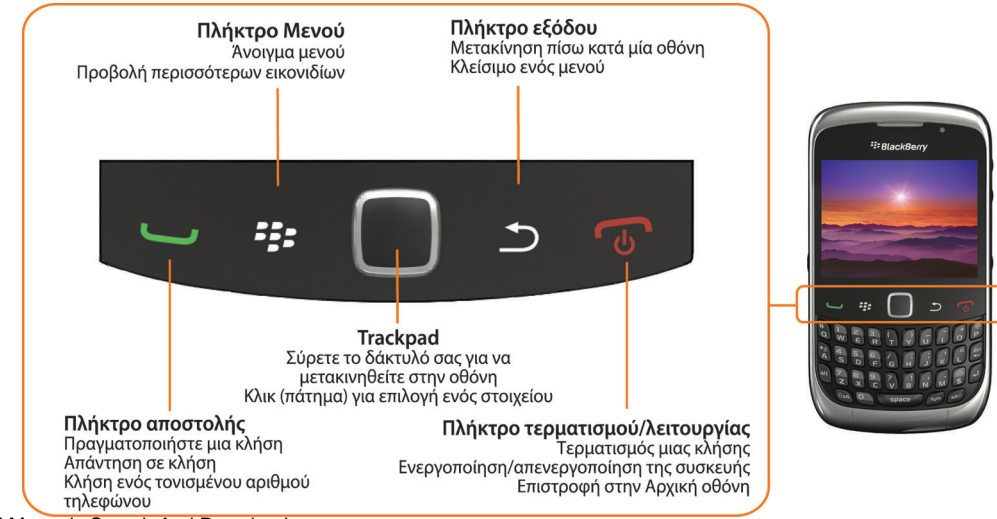 Πλήκτρο Μενού
Άνοιγμα μενού
Προβολή περισσότερων εικονιδίων
Πλήκτρο εξόδου
Μετακίνηση πίσω κατά μία οθόνη
Κλείσιμο ενός μενού
BlackBerry
Trackpad
Σύρετε το δάκτυλό σας για να
μετακινηθείτε στην οθόνη
Κλικ (πάτημα) για επιλογή ενός στοιχείου
Πλήκτρο αποστολής
Πραγματοποιήστε μια κλήση
Απάντηση σε κλήση
Κλήση ενός τονισμένου αριθμού
τηλεφώνου
Πλήκτρο τερματισμού/λειτουργίας
Τερματισμός μιας κλήσης
Ενεργοποίηση/απενεργοποίηση της συσκευής
Επιστροφή στην Αρχική οθόνη
Q W E R T Y U I O P
A S D F G H J K L
alt Z X C V B N M $
space sym